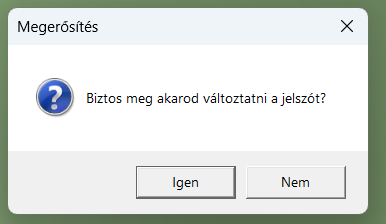 Megerősítés
Biztos meg akarod változtatni a jelszót?
Igen
Nem